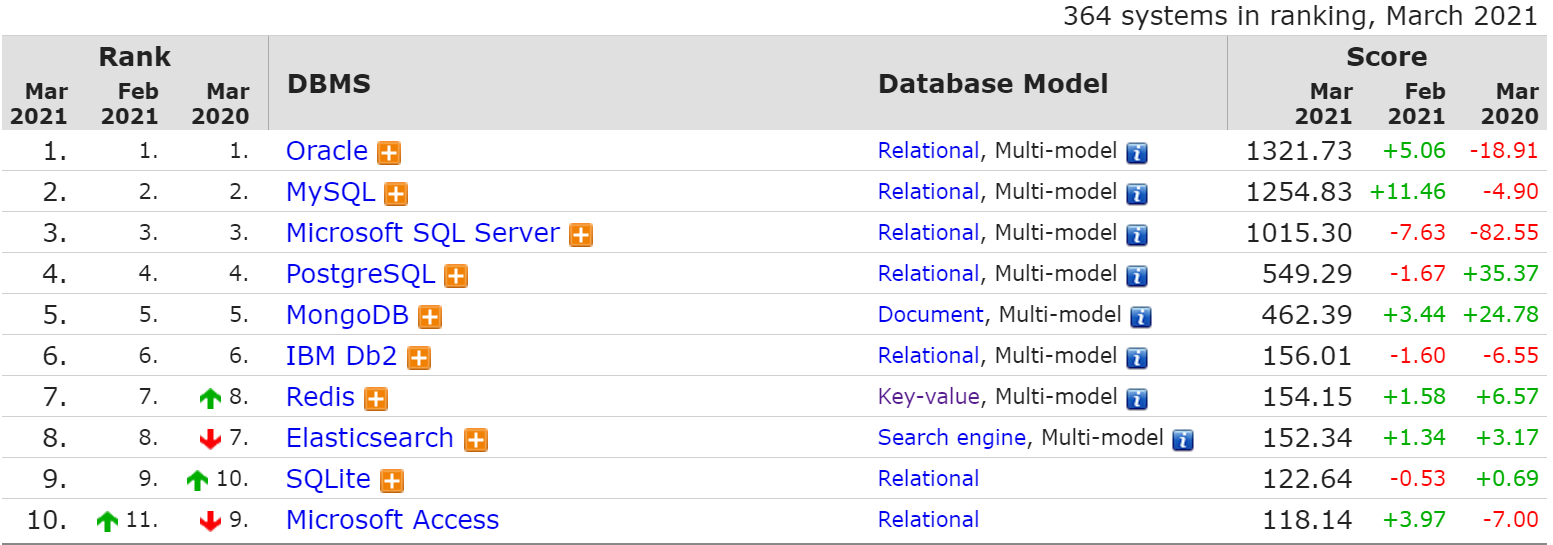 364 systems in ranking, March 2021
Rank DBMS Database Model Score
Mar 2021 Feb 2021 Mar 2020 Mar 2021 Feb 2021 Mar 2020
1. 1. 1. Oracle Relational, Multi-model 1321.73 +5.06 -18.91
2. 2. 2. MySQL Relational, Multi-model 1254.83 +11.46 -4.90
3. 3. 3. Microsoft SQL Server Relational, Multi-model 1015.30 -7.63 -82.55
4. 4. 4. PostgreSQL Relational, Multi-model 549.29 -1.67 +35.37
5. 5. 5. MongoDB Document, Multi-model 462.39 +3.44 +24.78
6. 6. 6. IBM Db2 Relational, Multi-model 156.01 -1.60 -6.55
7. 7. 8. Redis Key-value, Multi-model 154.15 +1.58 +6.57
8. 8. 7. Elasticsearch Search engine, Multi-model 152.34 +1.34 +3.17
9. 9. 10. SQLite Relational 122.64 -0.53 +0.69
10. 11. 9. Microsoft Access Relational 118.14 +3.97 -7.00